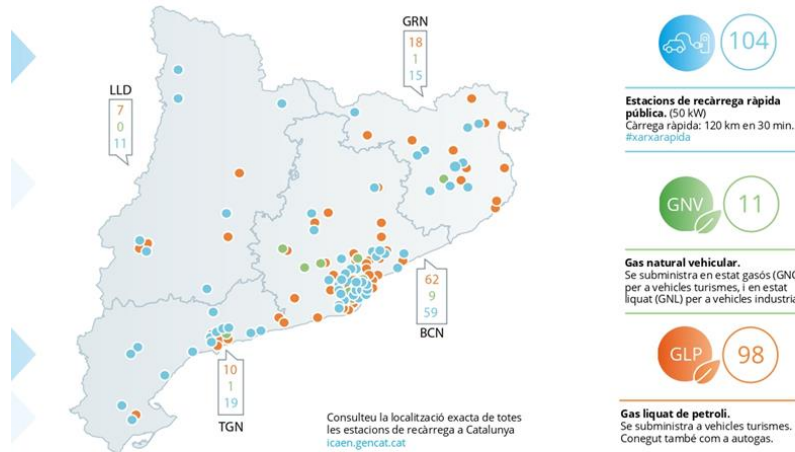 GRN
18
1
15
LLD
7
0
11
62
9
59
BCN
10
1
19
TGN
Consulteu la localització exacta de totes
les estacions de recàrrega a Catalunya
icaen.gencat.cat
104
Estacions de recàrrega ràpida
pública. (50 kW)
Càrrega ràpida: 120 km en 30 min.
#xarxarapida
GNV
11
Gas natural vehicular.
Se subministra en estat gasós (GNC)
per a vehicles turismes, i en estat
liquat (GNL) per a vehicles industria
GLP
98
Gas liquat de petroli.
Se subministra a vehicles turismes.
Conegut també com a autogas.